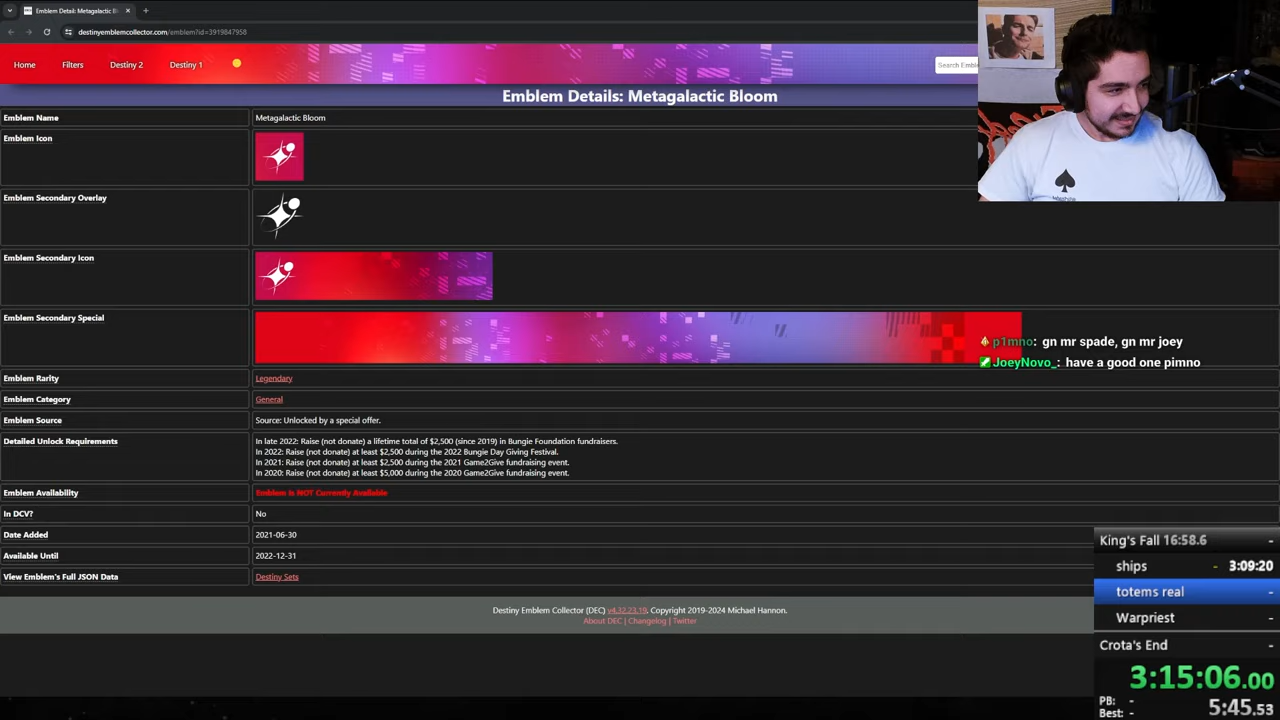 Emblem Detail: Metagalactic Bl
destinyemblemcollector.com/emblem?id=3919847958
Home
Filters
Destiny 2
Destiny 1
Search Emble
Emblem Details: Metagalactic Bloom
Emblem Name
Metagalactic Bloom
Emblem Icon
Emblem Secondary Overlay
Emblem Secondary Icon
Emblem Secondary Special
p1mno: gn mr spade, gn mr joey
JoeyNovo_: have a good one pimno
Emblem Rarity
Legendary
Emblem Category
General
Emblem Source
Source: Unlocked by a special offer.
Detailed Unlock Requirements
In late 2022: Raise (not donate) a lifetime total of $2,500 (since 2019) in Bungie Foundation fundraisers.
In 2022: Raise (not donate) at least $2,500 during the 2022 Bungie Day Giving Festival.
In 2021: Raise (not donate) at least $2,500 during the 2021 Game2Give fundraising event.
In 2020: Raise (not donate) at least $5,000 during the 2020 Game2Give fundraising event.
Emblem Availability
Emblem is NOT Currently Available
In DCV?
No
Date Added
2021-06-30
Available Until
2022-12-31
View Emblem's Full JSON Data
Destiny Sets
Destiny Emblem Collector (DEC) v4.32.23.19. Copyright 2019-2024 Michael Hannon.
About DEC | Changelog | Twitter
King's Fall 16:58.6 -
ships - 3:09:20
totems real -
Warpriest -
Crota's End -
3:15:06.00
PB: -
Best: -
5:45.53